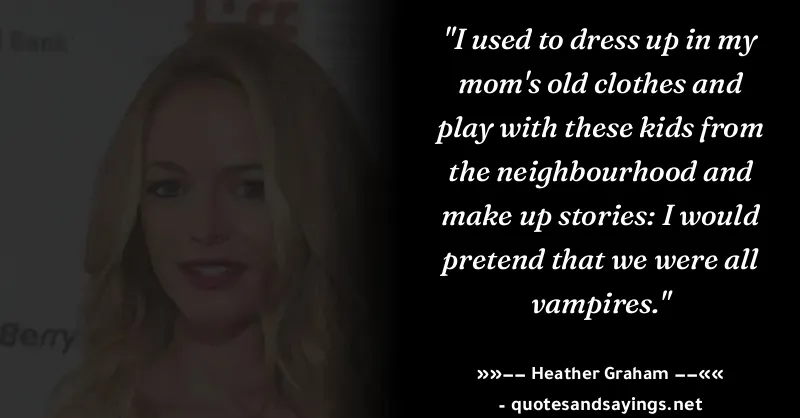 "I used to dress up in my
mom's old clothes and
play with these kids from
the neighbourhood and
make up stories: I would
pretend that we were all
vampires."
»»−− Heather Graham −−««
- quotesandsayings.net
Bank
Berry